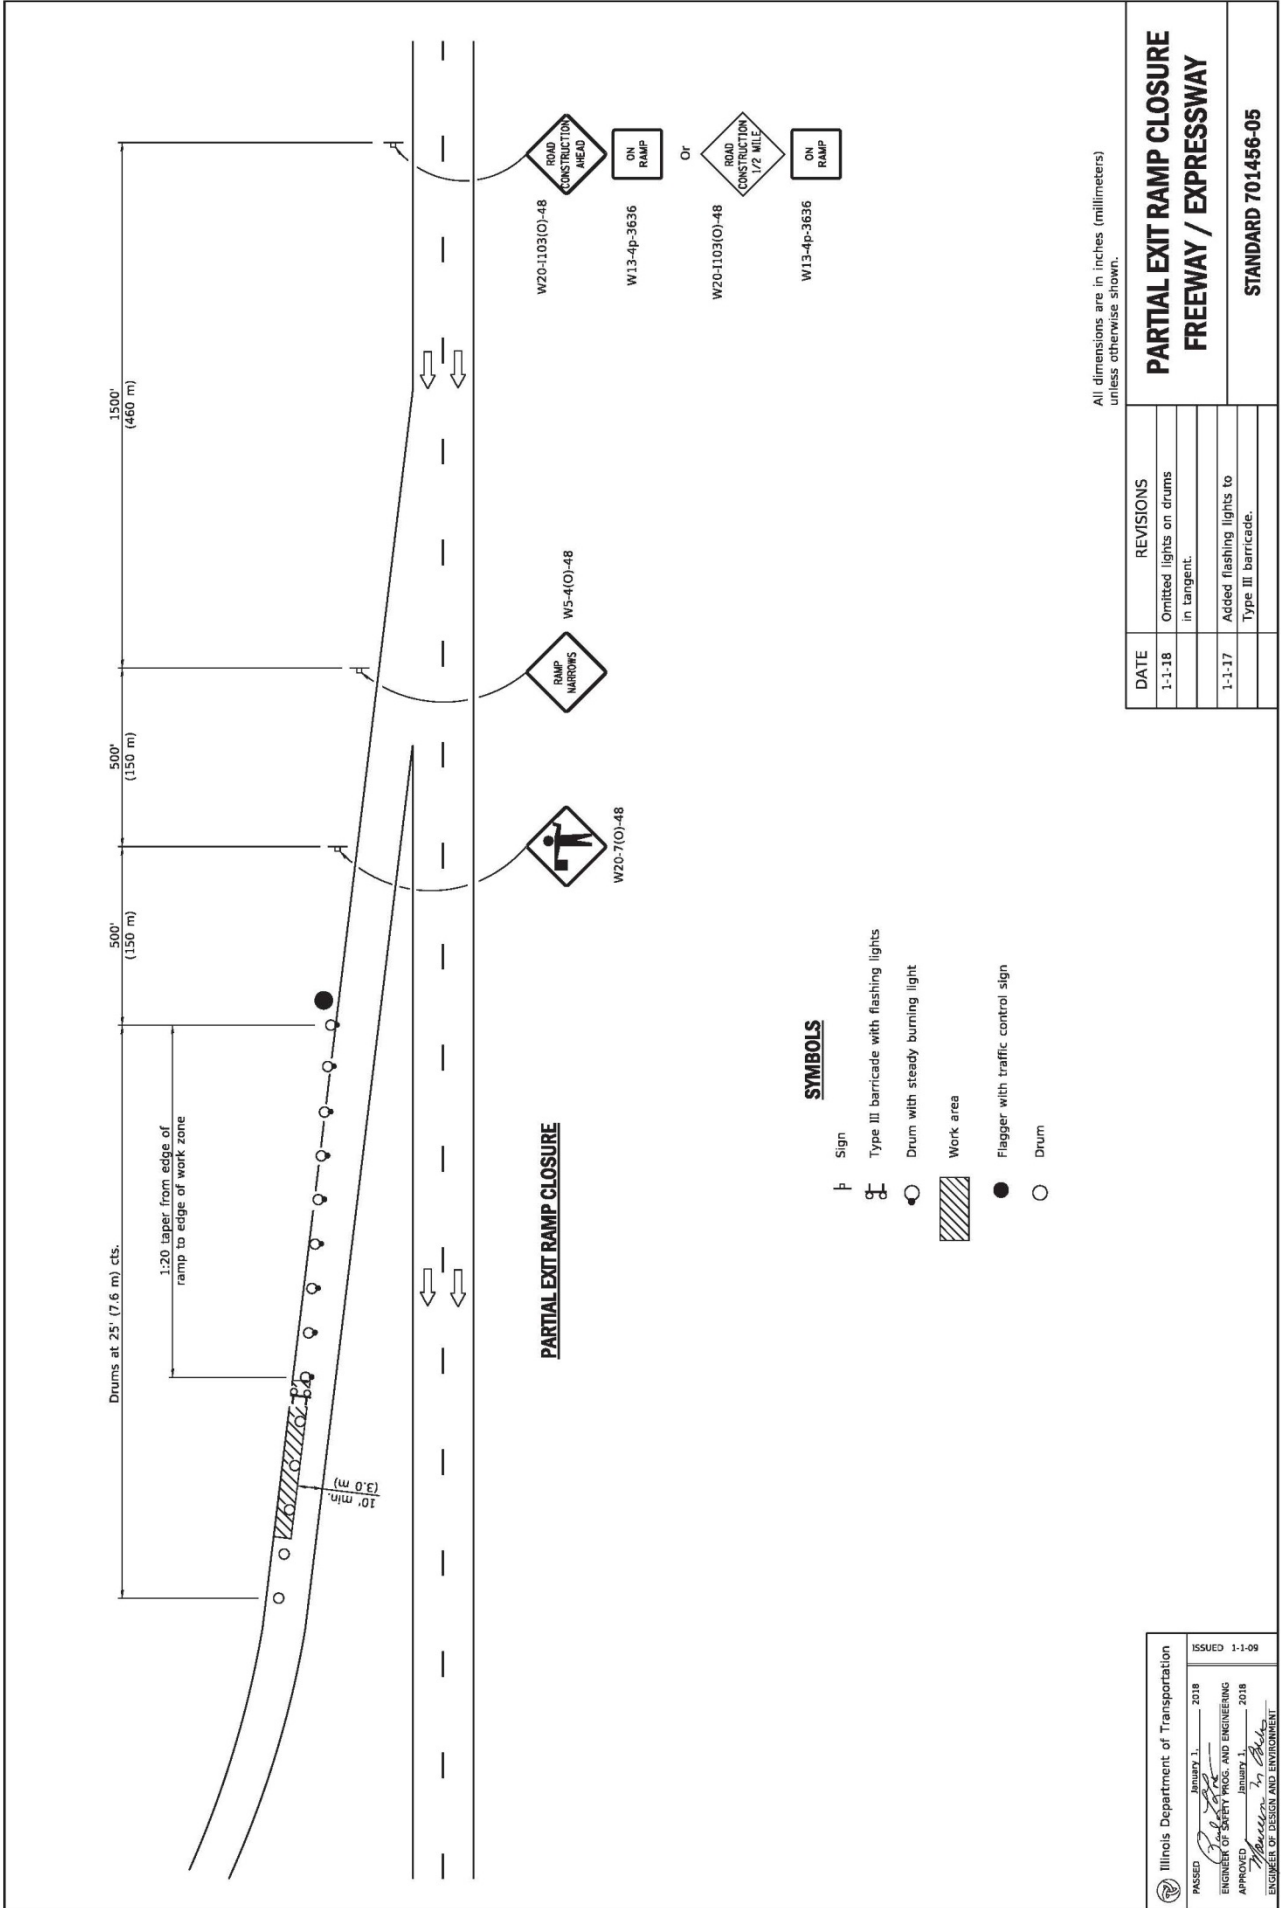 1500'
(460 m)
500'
(150 m)
500'
(150 m)
Drums at 25' (7.6 m) cts.
1:20 taper from edge of
ramp to edge of work zone
10' min.
(3.0 m)
ROAD
CONSTRUCTION
AHEAD
W20-I103(O)-48
ON
RAMP
W13-4p-3636
Or
ROAD
CONSTRUCTION
1/2 MILE
W20-I103(O)-48
ON
RAMP
W13-4p-3636
RAMP
NARROWS
W5-4(O)-48
W20-7(O)-48
PARTIAL EXIT RAMP CLOSURE
SYMBOLS
Sign
Type III barricade with flashing lights
Drum with steady burning light
Work area
Flagger with traffic control sign
Drum
All dimensions are in inches (millimeters)
unless otherwise shown.
Illinois Department of Transportation
PASSED January 1, 2018
ENGINEER OF SAFETY PROG. AND ENGINEERING
APPROVED January 1, 2018
ENGINEER OF DESIGN AND ENVIRONMENT
ISSUED 1-1-09
DATE REVISIONS
1-1-18 Omitted lights on drums
in tangent.
1-1-17 Added flashing lights to
Type III barricade.
PARTIAL EXIT RAMP CLOSURE
FREEWAY / EXPRESSWAY
STANDARD 701456-05